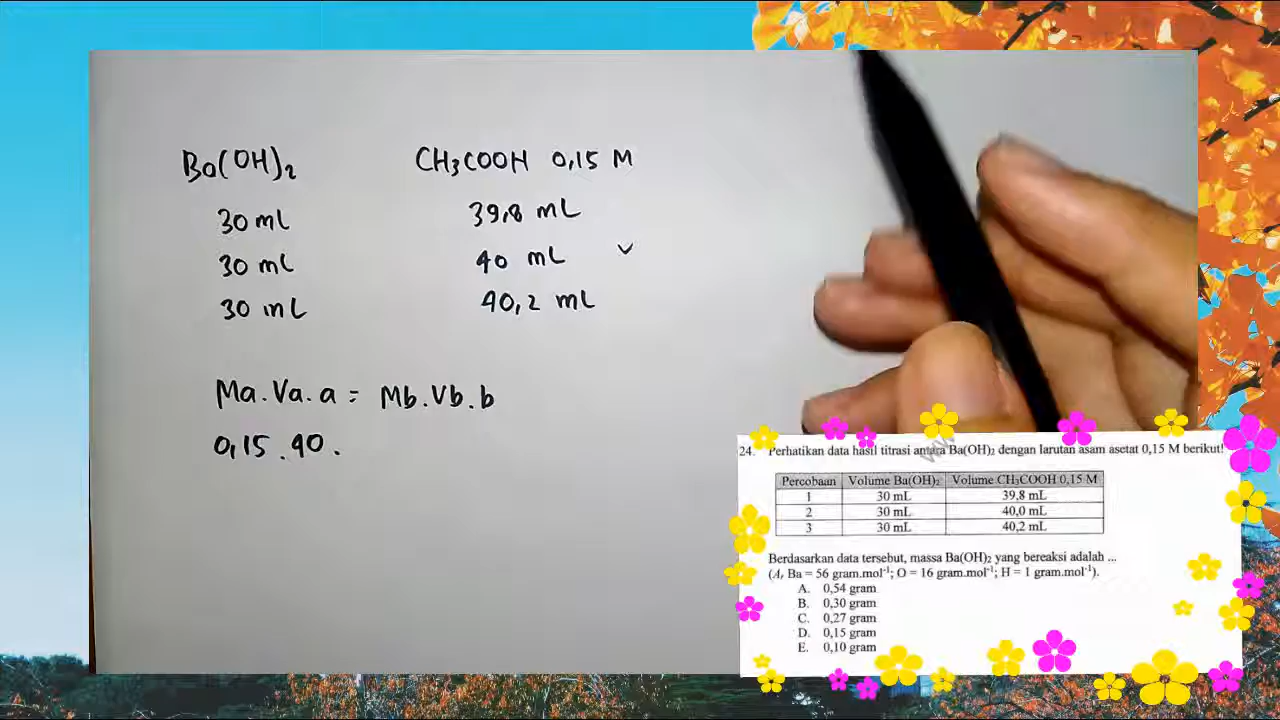 Ba(OH)₂ CH₃COOH 0,15 M
30 mL 39,8 mL
30 mL 40 mL v
30 mL 40,2 mL
Ma.Va.a = Mb.Vb.b
0,15.40.
24. Perhatikan data hasil titrasi antara Ba(OH)₂ dengan larutan asam asetat 0,15 M berikut!
Percobaan Volume Ba(OH)₂ Volume CH₃COOH 0,15 M
1 30 mL 39,8 mL
2 30 mL 40,0 mL
3 30 mL 40,2 mL
Berdasarkan data tersebut, massa Ba(OH)₂ yang bereaksi adalah ...
(Aᵣ Ba = 56 gram.mol⁻¹; O = 16 gram.mol⁻¹; H = 1 gram.mol⁻¹).
A. 0,54 gram
B. 0,30 gram
C. 0,27 gram
D. 0,15 gram
E. 0,10 gram